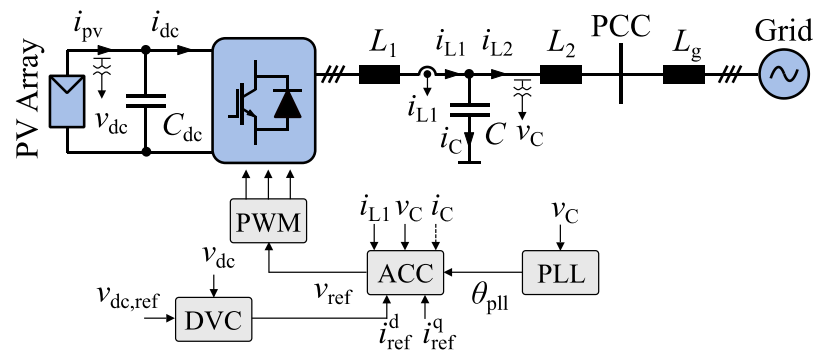 i_pv i_dc L_1 i_L1 i_L2 L_2 PCC L_g Grid
PV Array
v_dc C_dc i_L1 i_C C v_C
PWM
i_L1 v_C i_C v_C
v_dc
v_ref ACC θ_pll PLL
v_dc,ref
DVC
i_ref^d i_ref^q